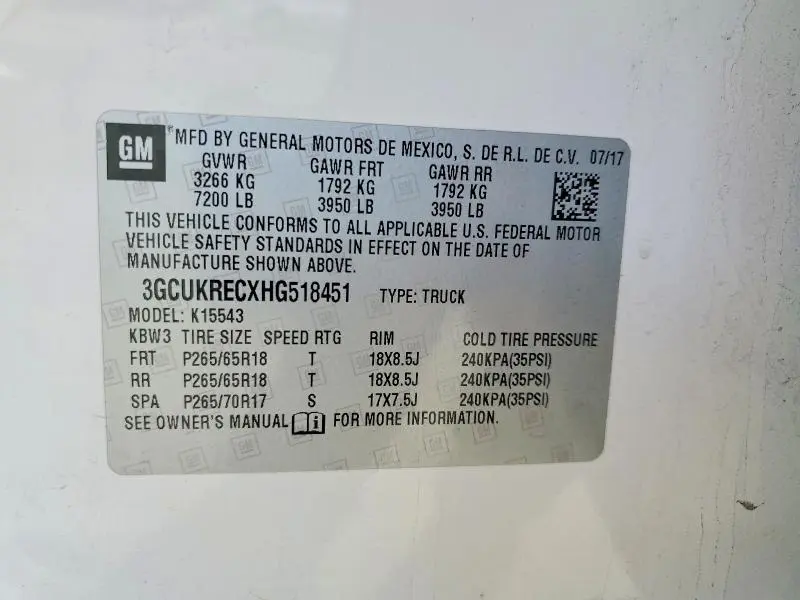 GM
*MFD BY GENERAL MOTORS DE MEXICO, S. DE R.L. DE C.V. 07/17
GVWR GAWR FRT GAWR RR
3266 KG 1792 KG 1792 KG
7200 LB 3950 LB 3950 LB
THIS VEHICLE CONFORMS TO ALL APPLICABLE U.S. FEDERAL MOTOR
VEHICLE SAFETY STANDARDS IN EFFECT ON THE DATE OF
MANUFACTURE SHOWN ABOVE.
3GCUKRECXHG518451 TYPE: TRUCK
MODEL: K15543
KBW3 TIRE SIZE SPEED RTG RIM COLD TIRE PRESSURE
FRT P265/65R18 T 18X8.5J 240KPA(35PSI)
RR P265/65R18 T 18X8.5J 240KPA(35PSI)
SPA P265/70R17 S 17X7.5J 240KPA(35PSI)
SEE OWNER'S MANUAL FOR MORE INFORMATION.